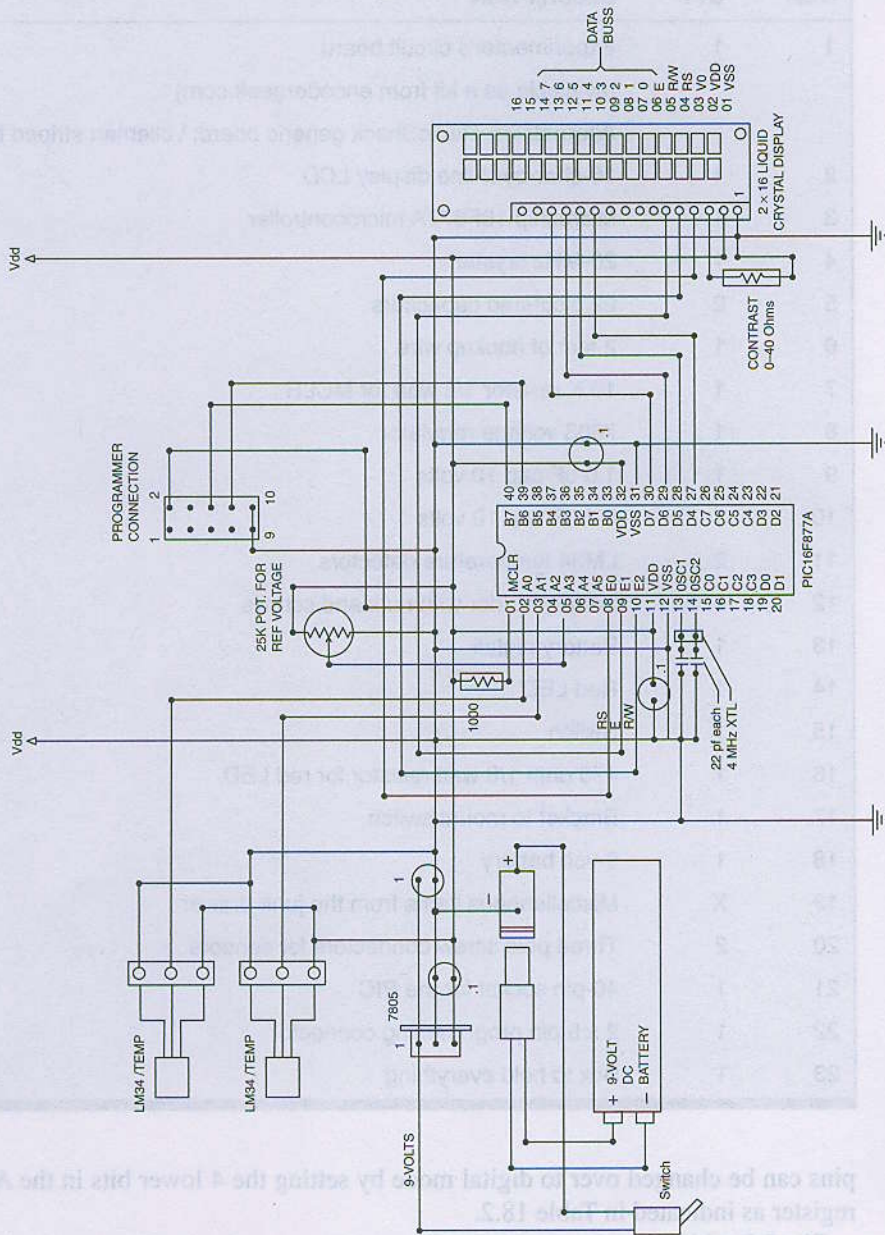 Vdd
Vdd
PROGRAMMER
CONNECTION
1
2
9
10
25K POT. FOR
REF VOLTAGE
LM34 /TEMP
LM34 /TEMP
7805
1
1
.1
9-VOLTS
+
–
+ 9-VOLT
DC
– BATTERY
Switch
1000
RS
E
R/W
.1
22 pf each
4 MHz XTL
01 MCLR
02 A0
03 A1
04 A2
05 A3
06 A4
07 A5
08 E0
09 E1
10 E2
11 VDD
12 VSS
13 OSC1
14 OSC2
15 C0
16 C1
17 C2
18 C3
19 D0
20 D1
B7 40
B6 39
B5 38
B4 37
B3 36
B2 35
B1 34
B0 33
VDD 32
VSS 31
D7 30
D6 29
D5 28
D4 27
C7 26
C6 25
C5 24
C4 23
D3 22
D2 21
PIC16F877A
.1
16
15
14 7
13 6
12 5
11 4
10 3
09 2
08 1
07 0
06 E
05 R/W
04 RS
03 V0
02 VDD
01 VSS
DATA
BUSS
1
2 × 16 LIQUID
CRYSTAL DISPLAY
CONTRAST
0–40 Ohms
pins can be changed over to digital mode by setting the 4 lower bits in the A
register as indicated in Table 18.2.